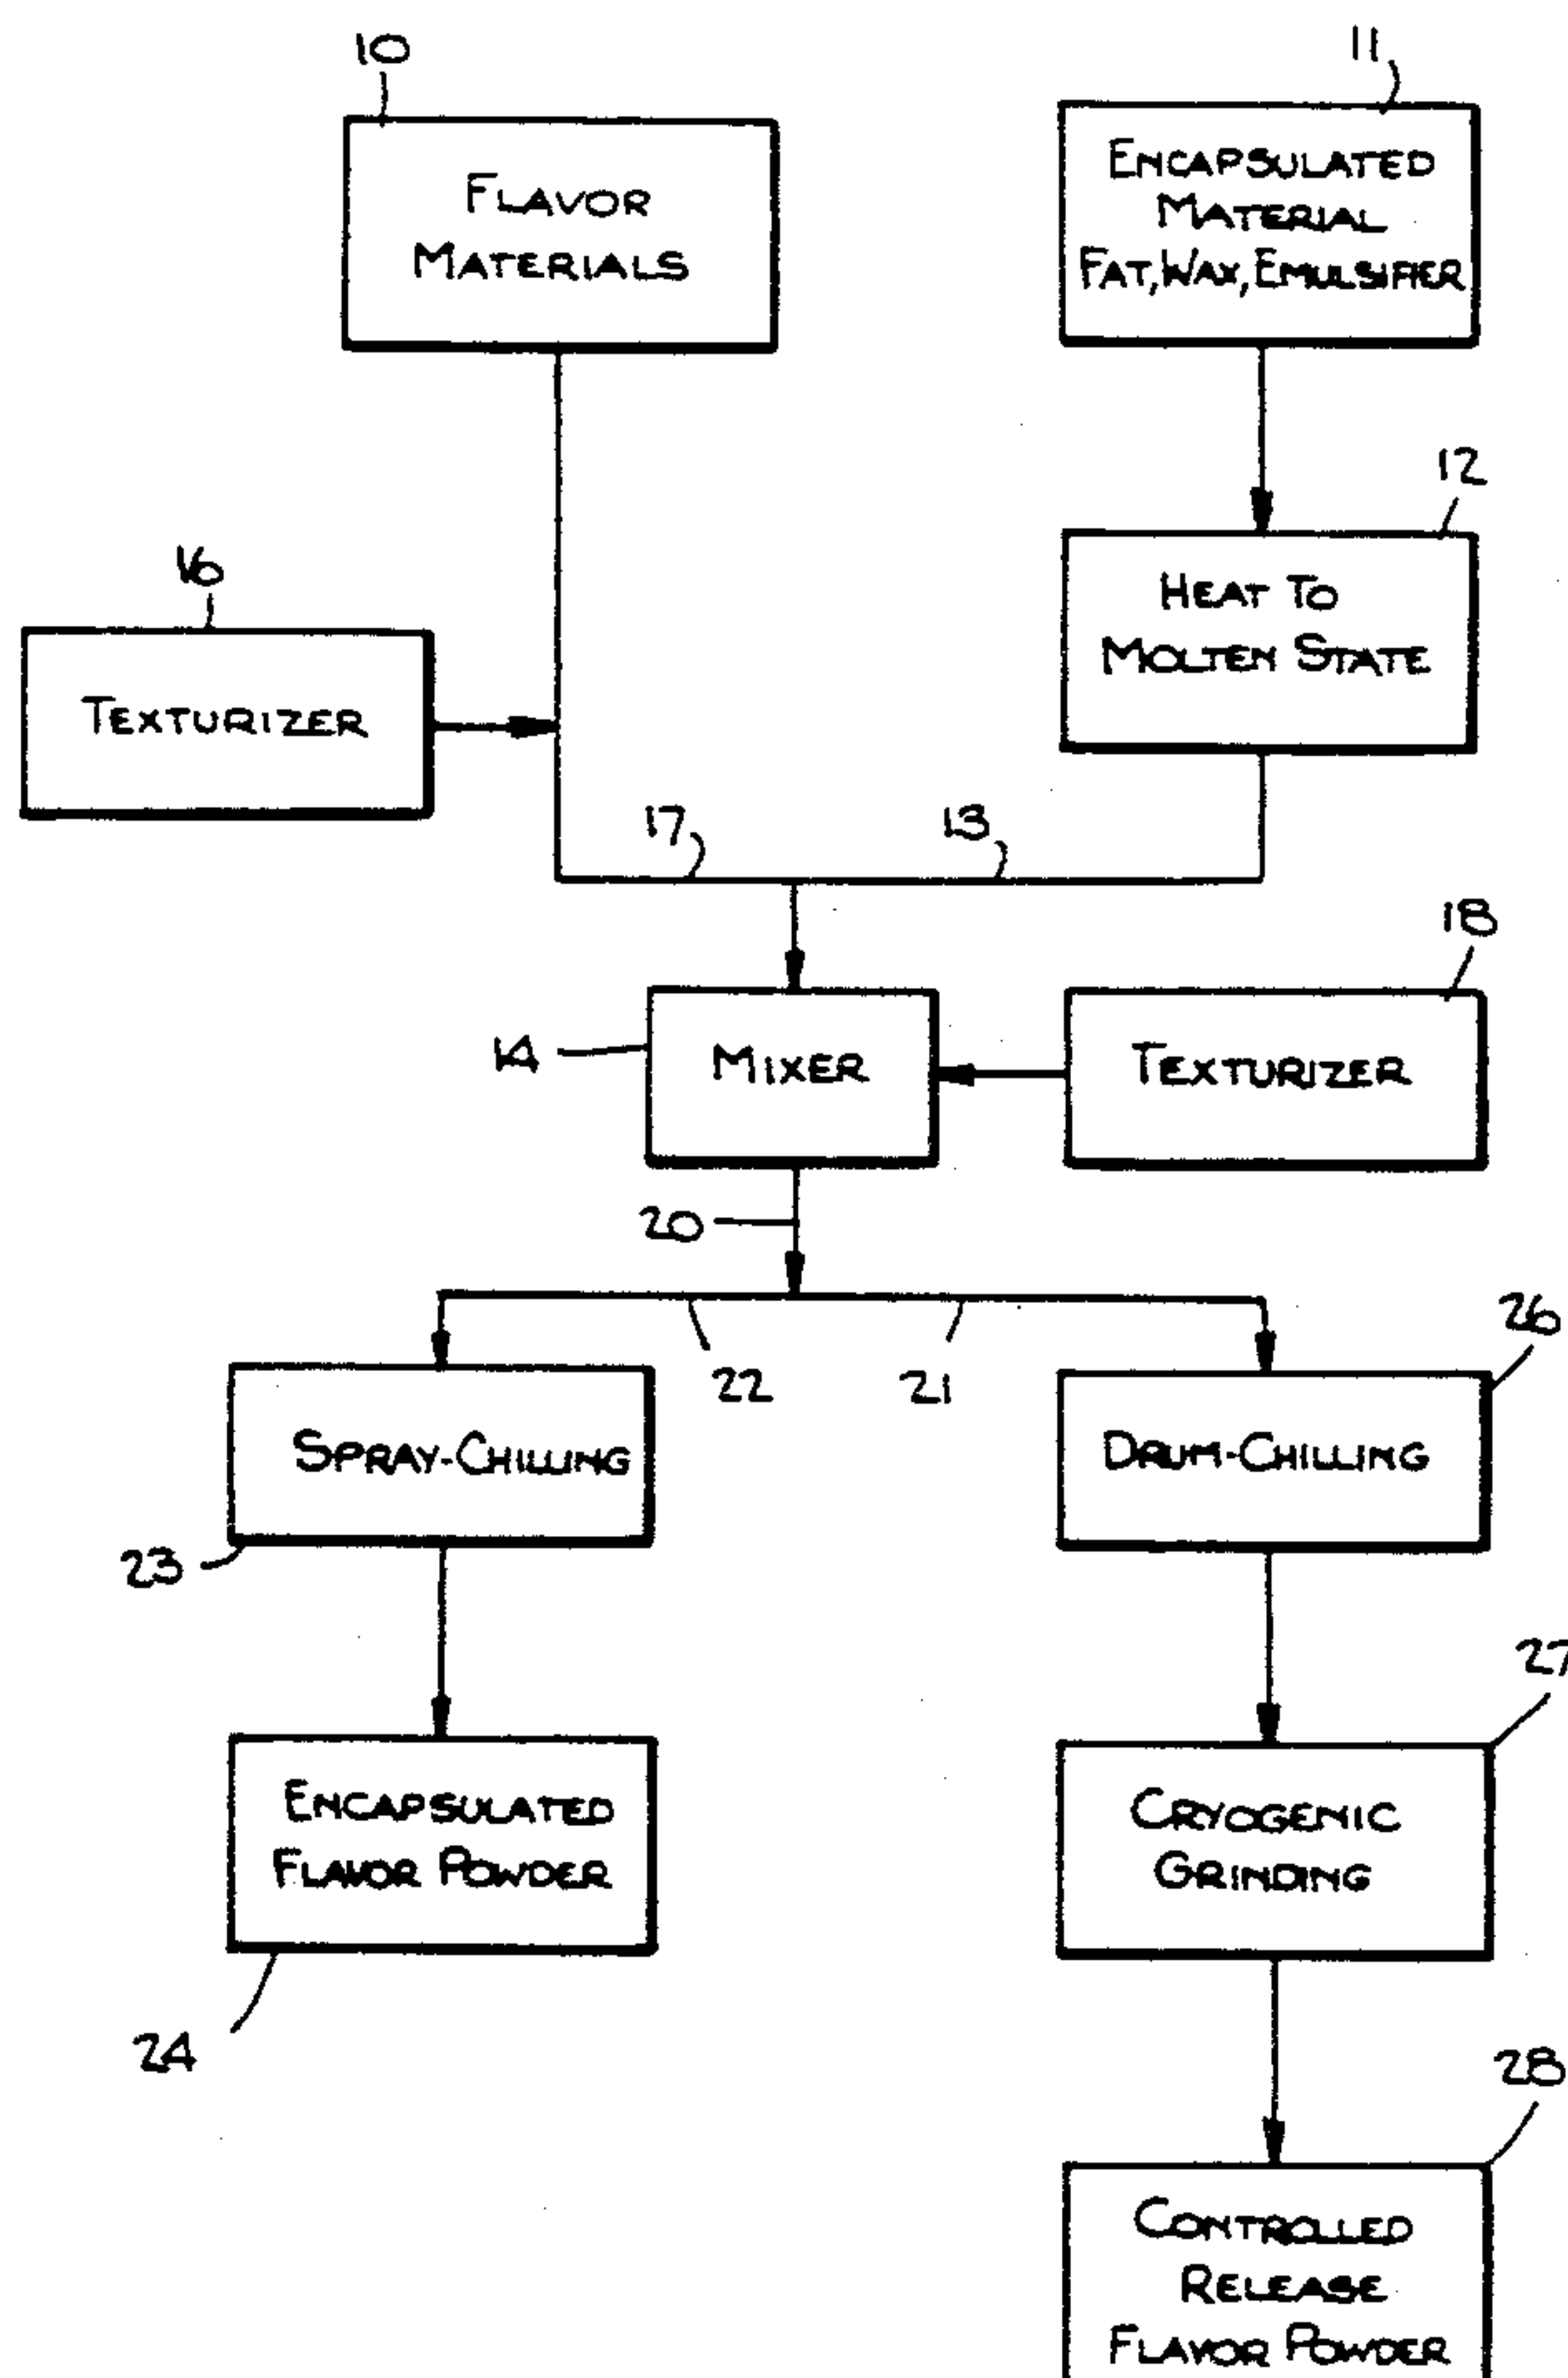 10
FLAVOR
MATERIALS
11
ENCAPSULATED
MATERIAL
FAT, WAX, EMULSIFIER
12
HEAT TO
MOLTEN STATE
16
TEXTURIZER
17
13
14
MIXER
18
TEXTURIZER
20
22
21
23
SPRAY-CHILLING
26
DRUM-CHILLING
24
ENCAPSULATED
FLAVOR POWDER
27
CRYOGENIC
GRINDING
28
CONTROLLED
RELEASE
FLAVOR POWDER